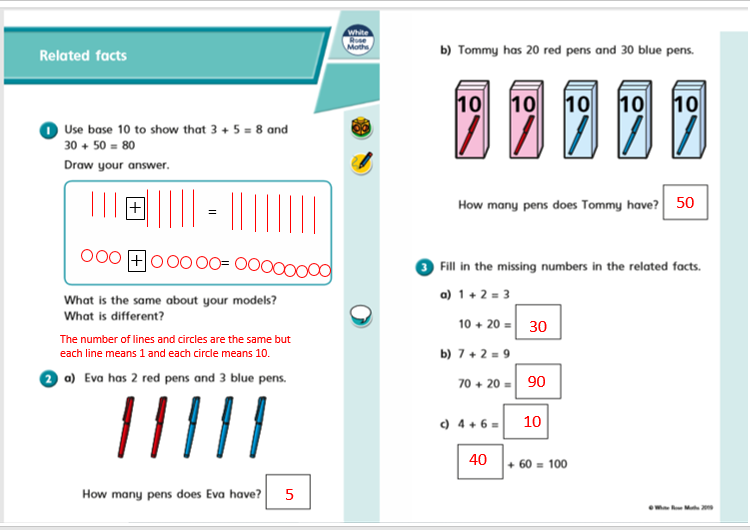 White
Rose
Maths
Related facts
1 Use base 10 to show that 3 + 5 = 8 and
30 + 50 = 80
Draw your answer.
+ =
+ =
What is the same about your models?
What is different?
The number of lines and circles are the same but
each line means 1 and each circle means 10.
2 a) Eva has 2 red pens and 3 blue pens.
How many pens does Eva have? 5
b) Tommy has 20 red pens and 30 blue pens.
10 10 10 10 10
How many pens does Tommy have? 50
3 Fill in the missing numbers in the related facts.
a) 1 + 2 = 3
10 + 20 = 30
b) 7 + 2 = 9
70 + 20 = 90
c) 4 + 6 = 10
40 + 60 = 100
© White Rose Maths 2019